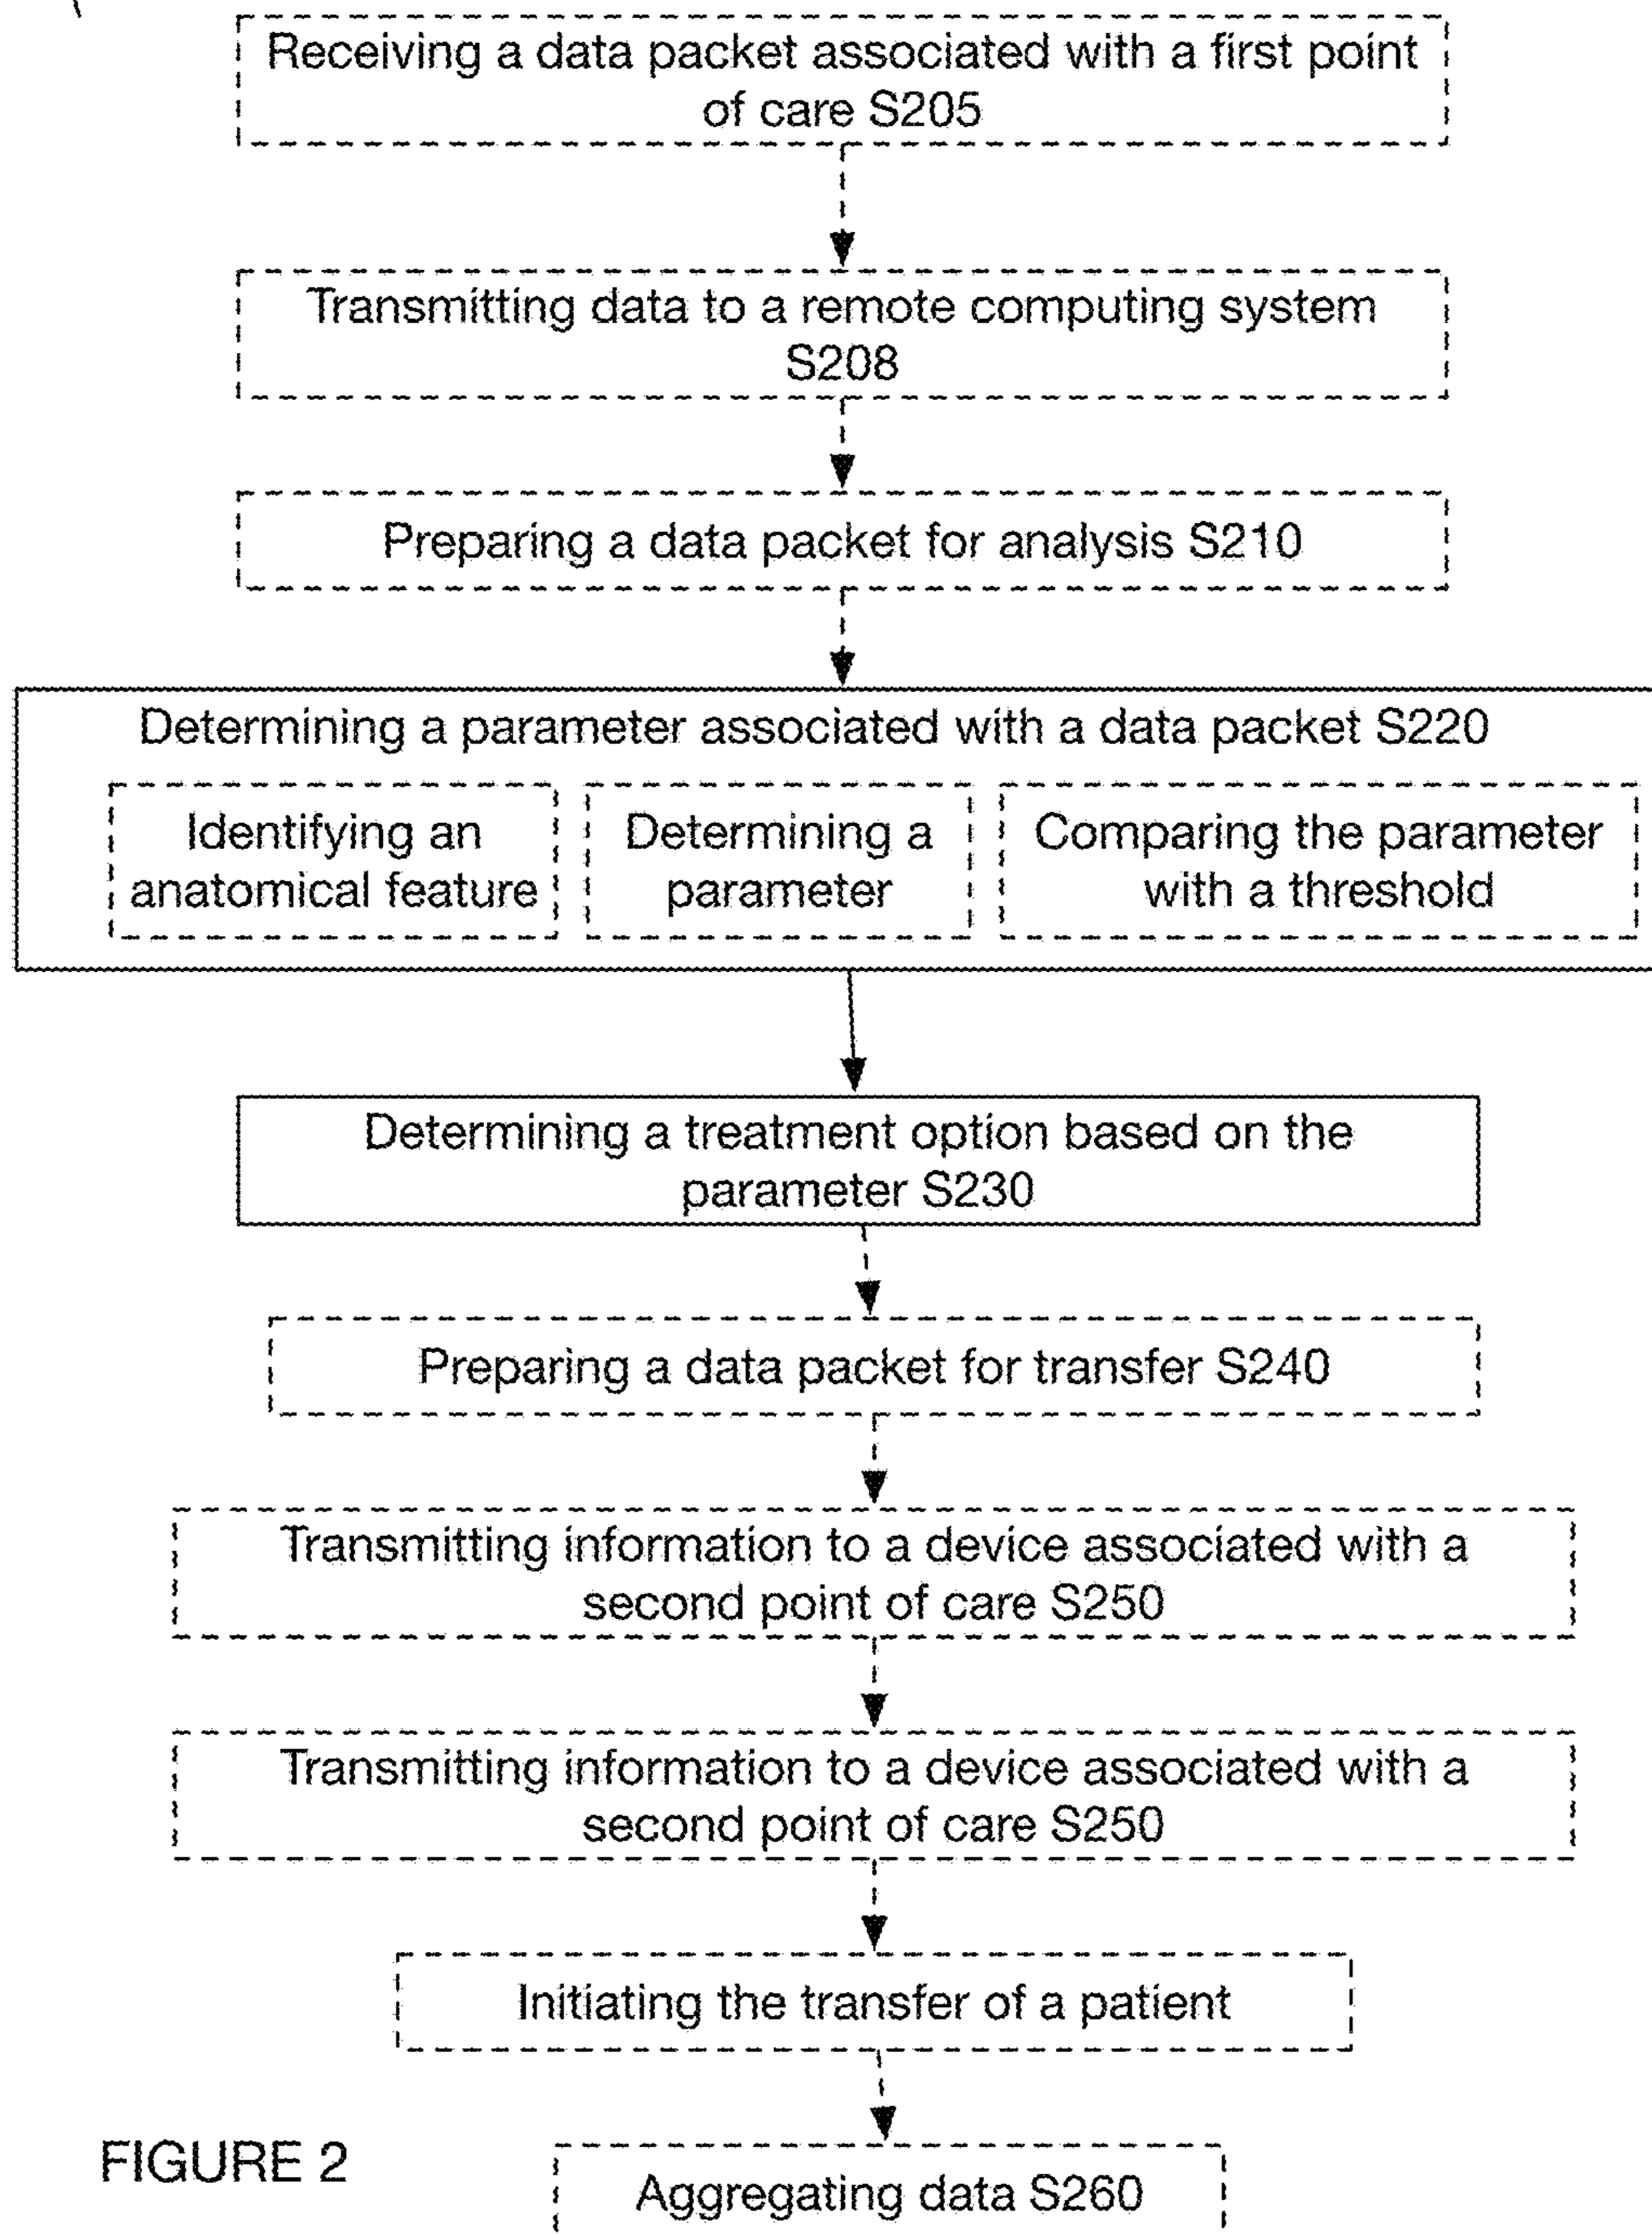 Receiving a data packet associated with a first point
of care S205
Transmitting data to a remote computing system
S208
Preparing a data packet for analysis S210
Determining a parameter associated with a data packet S220
Identifying an
anatomical feature
Determining a
parameter
Comparing the parameter
with a threshold
Determining a treatment option based on the
parameter S230
Preparing a data packet for transfer S240
Transmitting information to a device associated with a
second point of care S250
Transmitting information to a device associated with a
second point of care S250
Initiating the transfer of a patient
Aggregating data S260
FIGURE 2